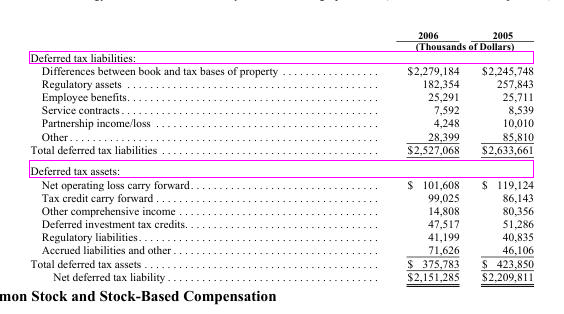 2006 2005
(Thousands of Dollars)
Deferred tax liabilities:
Differences between book and tax bases of property . . . . . . . . . . . . . . . . . $2,279,184 $2,245,748
Regulatory assets . . . . . . . . . . . . . . . . . . . . . . . . . . . . . . . . . . . . . . . . . . . . 182,354 257,843
Employee benefits. . . . . . . . . . . . . . . . . . . . . . . . . . . . . . . . . . . . . . . . . . . . 25,291 25,711
Service contracts. . . . . . . . . . . . . . . . . . . . . . . . . . . . . . . . . . . . . . . . . . . . . 7,592 8,539
Partnership income/loss . . . . . . . . . . . . . . . . . . . . . . . . . . . . . . . . . . . . . . . 4,248 10,010
Other. . . . . . . . . . . . . . . . . . . . . . . . . . . . . . . . . . . . . . . . . . . . . . . . . . . . . . 28,399 85,810
Total deferred tax liabilities . . . . . . . . . . . . . . . . . . . . . . . . . . . . . . . . . . . . . . $2,527,068 $2,633,661
Deferred tax assets:
Net operating loss carry forward. . . . . . . . . . . . . . . . . . . . . . . . . . . . . . . . $ 101,608 $ 119,124
Tax credit carry forward . . . . . . . . . . . . . . . . . . . . . . . . . . . . . . . . . . . . . . 99,025 86,143
Other comprehensive income . . . . . . . . . . . . . . . . . . . . . . . . . . . . . . . . . . 14,808 80,356
Deferred investment tax credits. . . . . . . . . . . . . . . . . . . . . . . . . . . . . . . . . 47,517 51,286
Regulatory liabilities. . . . . . . . . . . . . . . . . . . . . . . . . . . . . . . . . . . . . . . . . . 41,199 40,835
Accrued liabilities and other . . . . . . . . . . . . . . . . . . . . . . . . . . . . . . . . . . . 71,626 46,106
Total deferred tax assets . . . . . . . . . . . . . . . . . . . . . . . . . . . . . . . . . . . . . . . . $ 375,783 $ 423,850
Net deferred tax liability . . . . . . . . . . . . . . . . . . . . . . . . . . . . . . . . . . . . $2,151,285 $2,209,811
mon Stock and Stock-Based Compensation